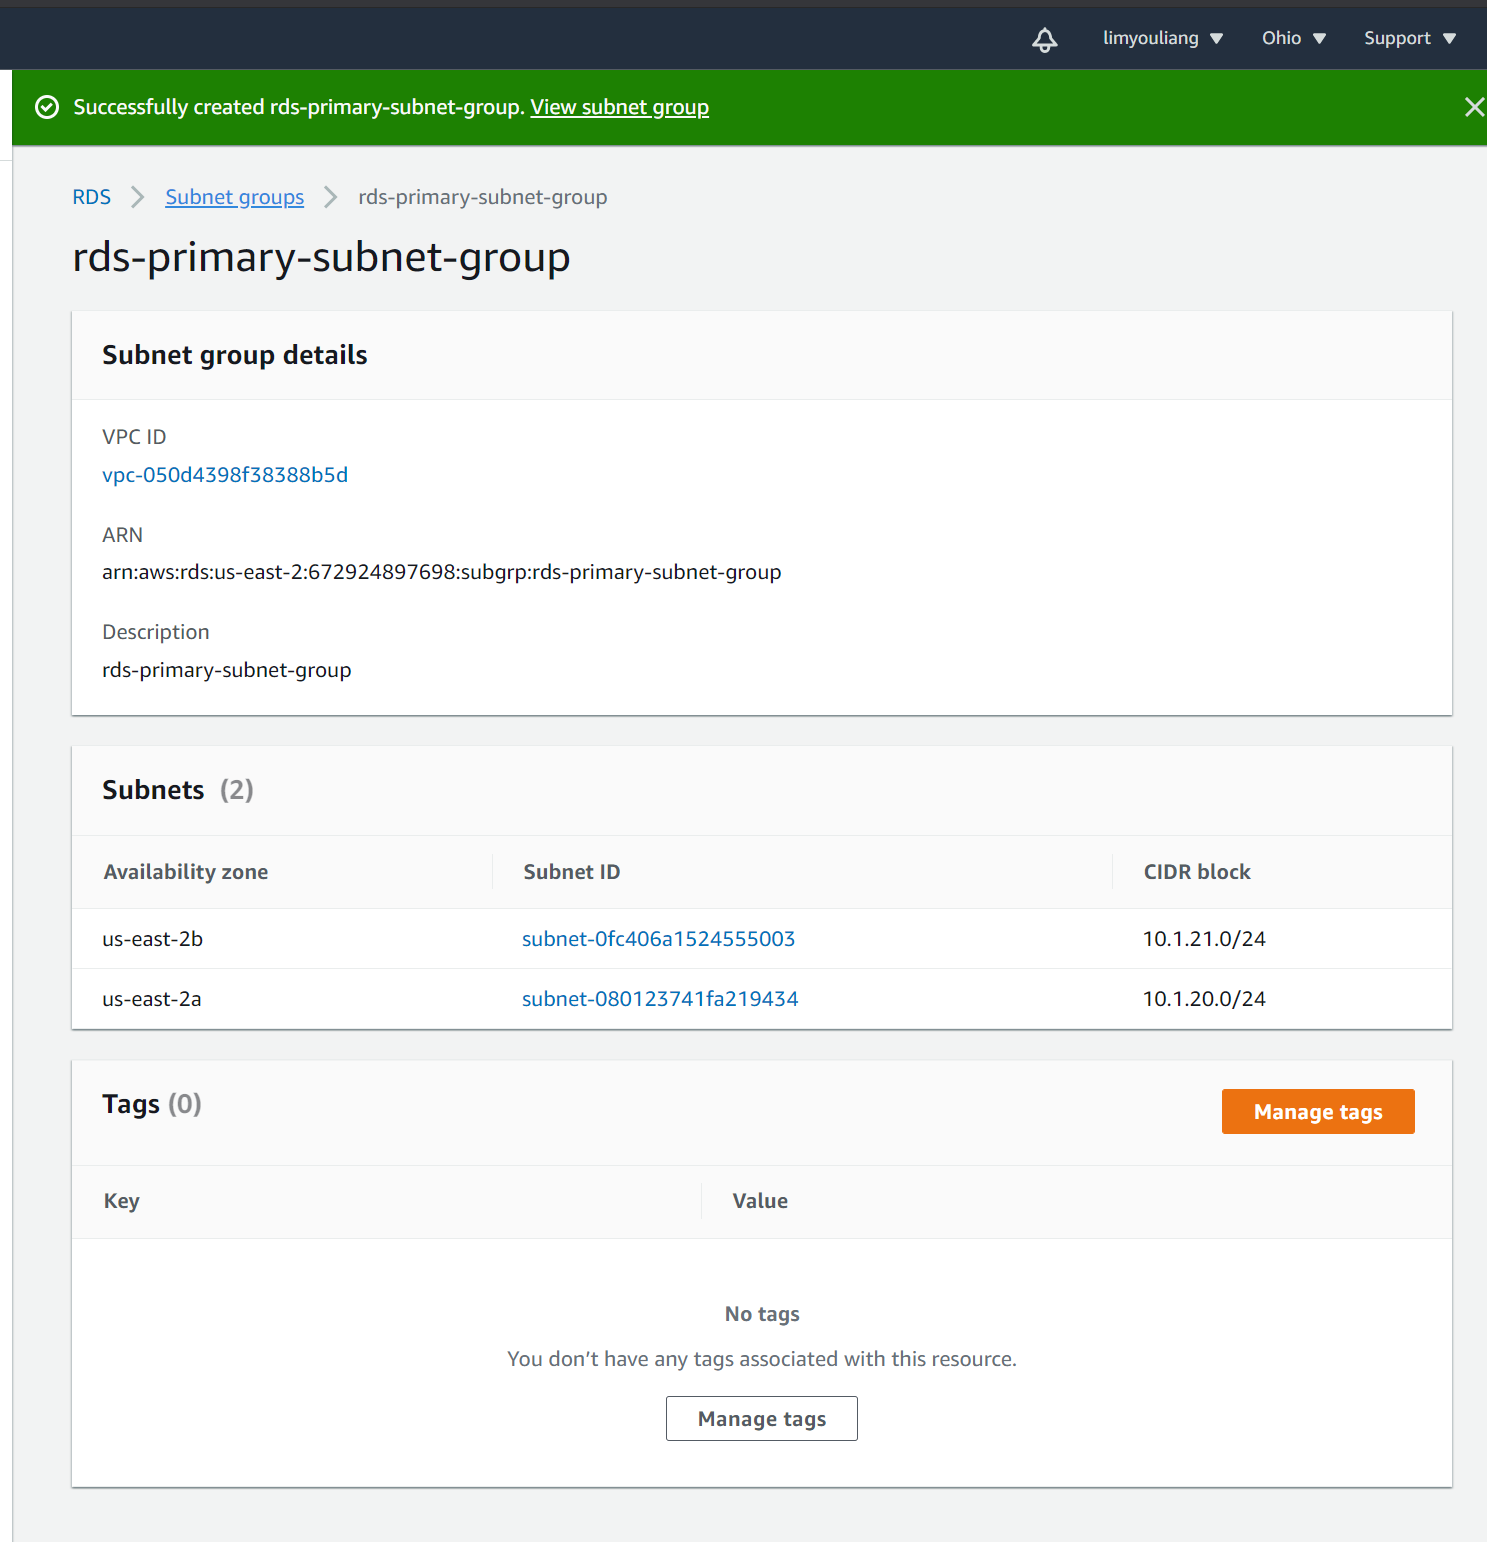 limyouliang Ohio Support
Successfully created rds-primary-subnet-group. View subnet group
RDS Subnet groups rds-primary-subnet-group
rds-primary-subnet-group
Subnet group details
VPC ID
vpc-050d4398f38388b5d
ARN
arn:aws:rds:us-east-2:672924897698:subgrp:rds-primary-subnet-group
Description
rds-primary-subnet-group
Subnets (2)
Availability zone Subnet ID CIDR block
us-east-2b subnet-0fc406a1524555003 10.1.21.0/24
us-east-2a subnet-080123741fa219434 10.1.20.0/24
Tags (0) Manage tags
Key Value
No tags
You don’t have any tags associated with this resource.
Manage tags